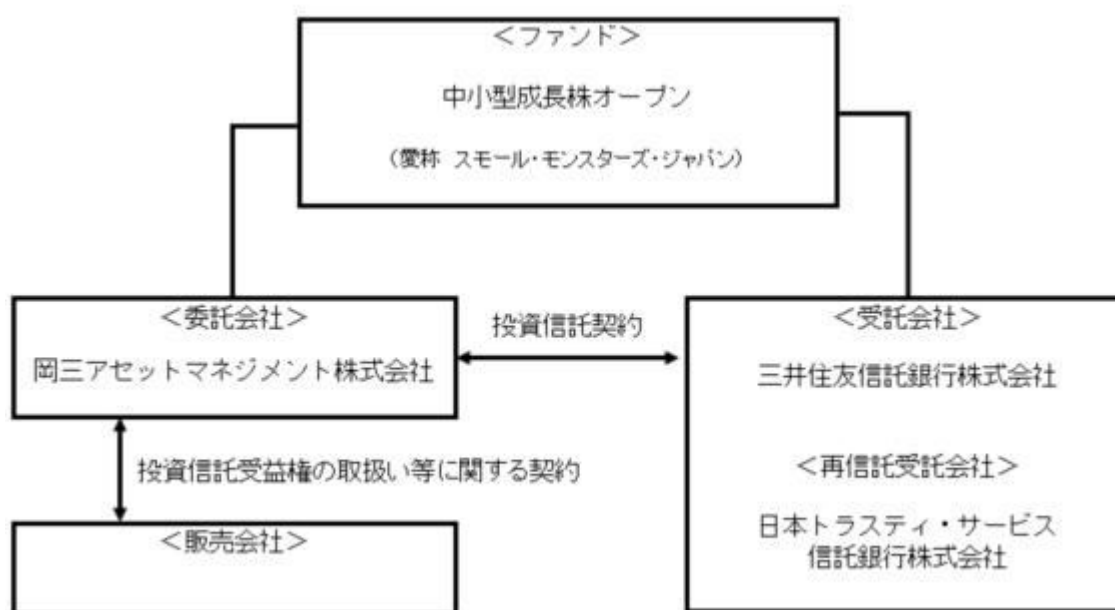 ＜ファンド＞
中小型成長株オープン
（愛称 スモール・モンスターズ・ジャパン）
＜委託会社＞
岡三アセットマネジメント株式会社
投資信託契約
＜受託会社＞
三井住友信託銀行株式会社
＜再信託受託会社＞
日本トラスティ・サービス
信託銀行株式会社
投資信託受益権の取扱い等に関する契約
＜販売会社＞